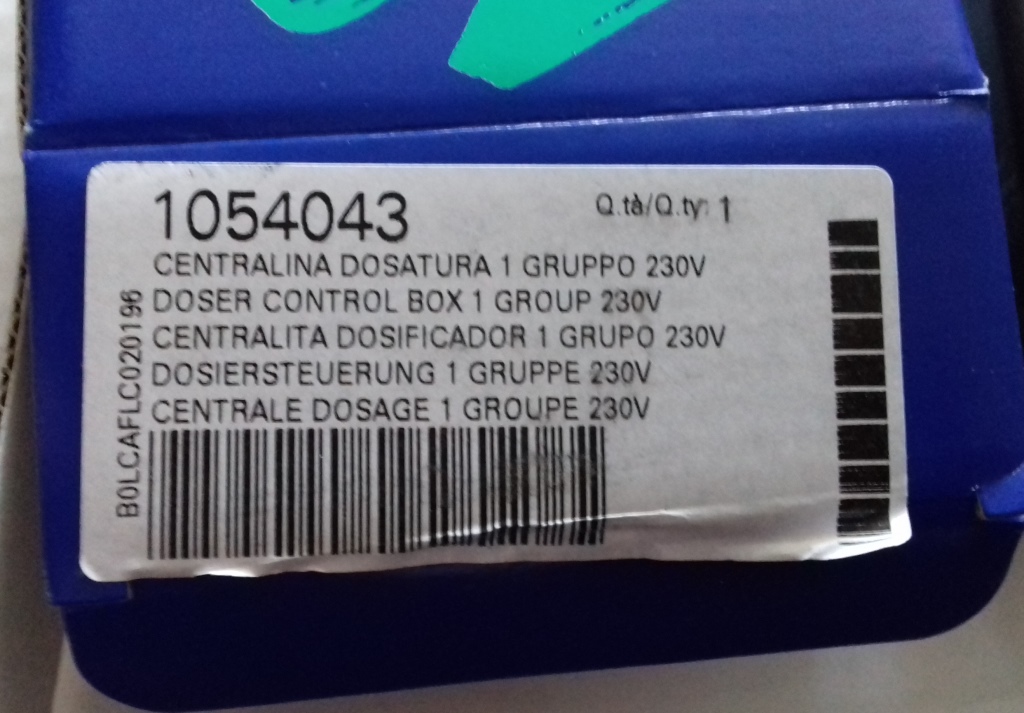 1054043
Q.tà/Q.ty: 1
CENTRALINA DOSATURA 1 GRUPPO 230V
DOSER CONTROL BOX 1 GROUP 230V
CENTRALITA DOSIFICADOR 1 GRUPO 230V
DOSIERSTEUERUNG 1 GRUPPE 230V
CENTRALE DOSAGE 1 GROUPE 230V
B0LCAFLC020196